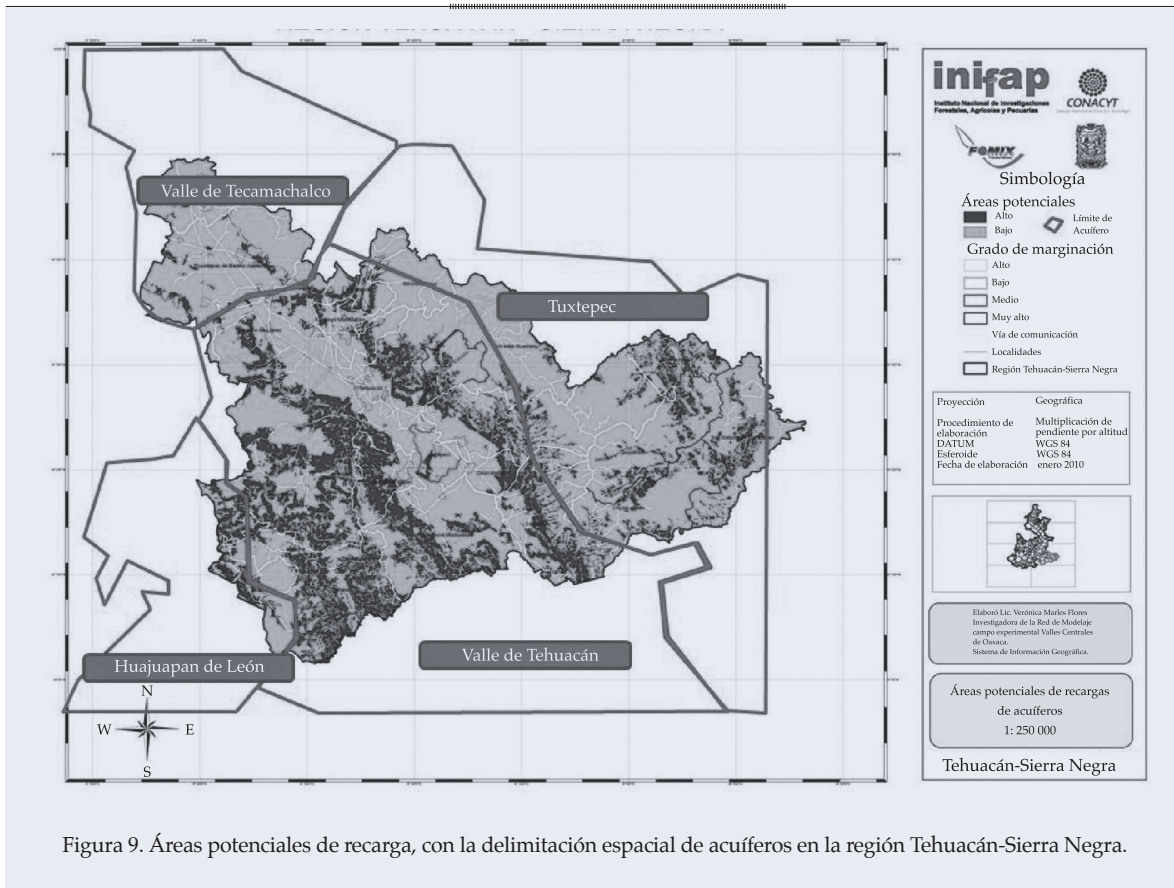 Valle de Tecamachalco
Tuxtepec
Valle de Tehuacán
Huajuapan de León
N
W
E
S
inifap
Instituto Nacional de Investigaciones
Forestales, Agrícolas y Pecuarias
CONACYT
FOMIX
Simbología
Áreas potenciales
Alto
Bajo
Límite de
Acuífero
Grado de marginación
Alto
Bajo
Medio
Muy alto
Vía de comunicación
Localidades
Región Tehuacán-Sierra Negra
Proyección Geográfica
Procedimiento de elaboración Multiplicación de pendiente por altitud
DATUM WGS 84
Esferoide WGS 84
Fecha de elaboración enero 2010
Elaboró Lic. Verónica Marles Flores
Investigadora de la Red de Modelaje
campo experimental Valles Centrales
de Oaxaca.
Sistema de Información Geográfica.
Áreas potenciales de recargas
de acuíferos
1: 250 000
Tehuacán-Sierra Negra
Figura 9. Áreas potenciales de recarga, con la delimitación espacial de acuíferos en la región Tehuacán-Sierra Negra.